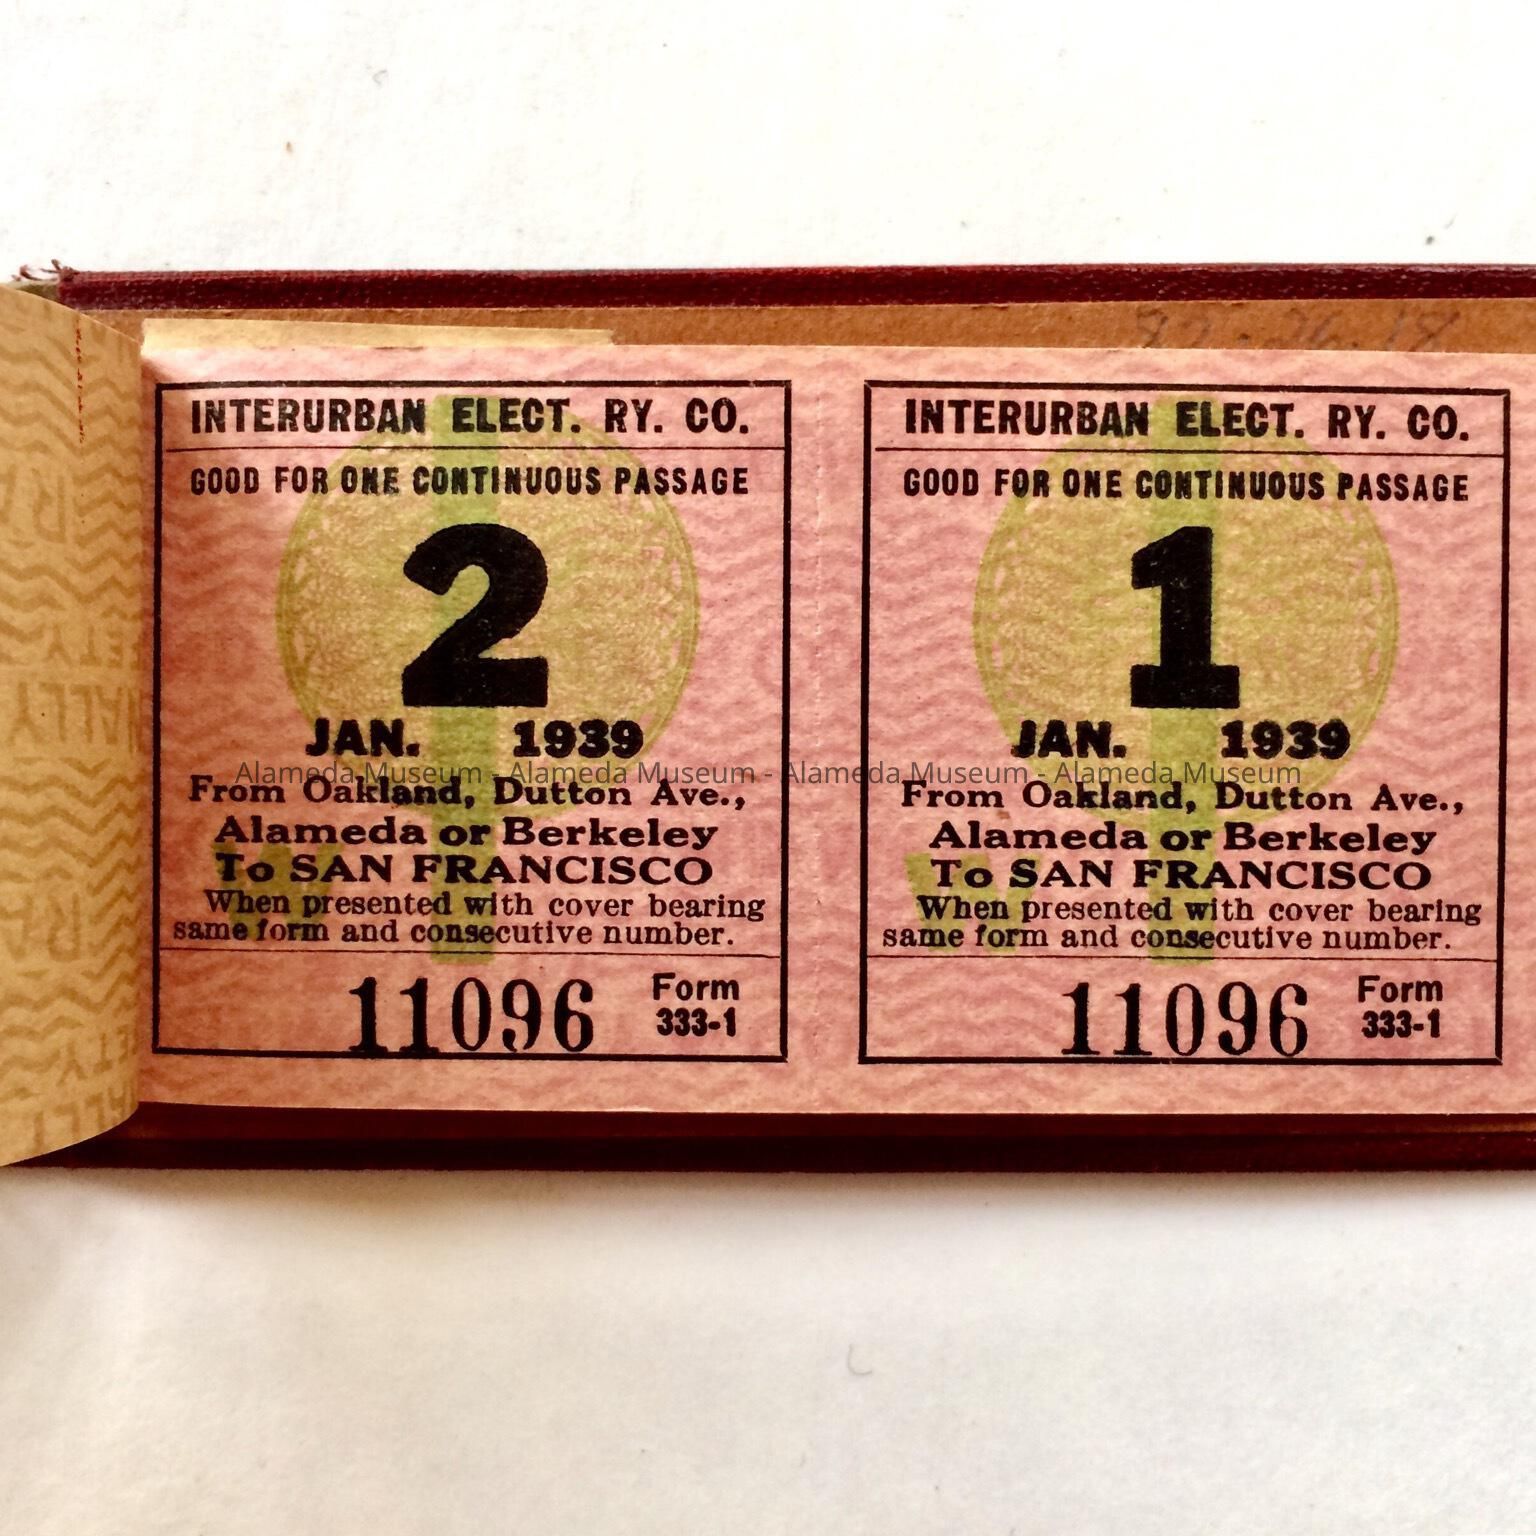 82-26-18
INTERURBAN ELECT. RY. CO.
GOOD FOR ONE CONTINUOUS PASSAGE
2
JAN. 1939
From Oakland, Dutton Ave.,
Alameda or Berkeley
To SAN FRANCISCO
When presented with cover bearing
same form and consecutive number.
11096
Form
333-1
INTERURBAN ELECT. RY. CO.
GOOD FOR ONE CONTINUOUS PASSAGE
1
JAN. 1939
From Oakland, Dutton Ave.,
Alameda or Berkeley
To SAN FRANCISCO
When presented with cover bearing
same form and consecutive number.
11096
Form
333-1
Alameda Museum - Alameda Museum - Alameda Museum - Alameda Museum